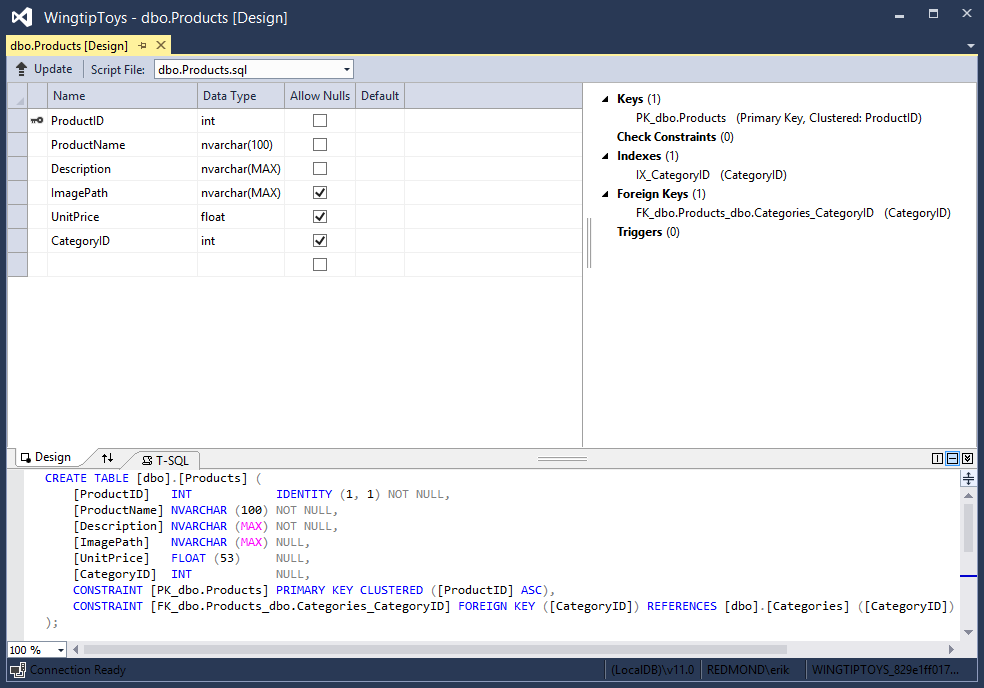 WingtipToys - dbo.Products [Design]
dbo.Products [Design]
Update Script File: dbo.Products.sql
Name Data Type Allow Nulls Default
ProductID int
ProductName nvarchar(100)
Description nvarchar(MAX)
ImagePath nvarchar(MAX)
UnitPrice float
CategoryID int
Keys (1)
PK_dbo.Products (Primary Key, Clustered: ProductID)
Check Constraints (0)
Indexes (1)
IX_CategoryID (CategoryID)
Foreign Keys (1)
FK_dbo.Products_dbo.Categories_CategoryID (CategoryID)
Triggers (0)
Design T-SQL
CREATE TABLE [dbo].[Products] (
[ProductID] INT IDENTITY (1, 1) NOT NULL,
[ProductName] NVARCHAR (100) NOT NULL,
[Description] NVARCHAR (MAX) NOT NULL,
[ImagePath] NVARCHAR (MAX) NULL,
[UnitPrice] FLOAT (53) NULL,
[CategoryID] INT NULL,
CONSTRAINT [PK_dbo.Products] PRIMARY KEY CLUSTERED ([ProductID] ASC),
CONSTRAINT [FK_dbo.Products_dbo.Categories_CategoryID] FOREIGN KEY ([CategoryID]) REFERENCES [dbo].[Categories] ([CategoryID])
);
100 %
Connection Ready (LocalDB)\v11.0 REDMOND\erik WINGTIPTOYS_829e1ff017...